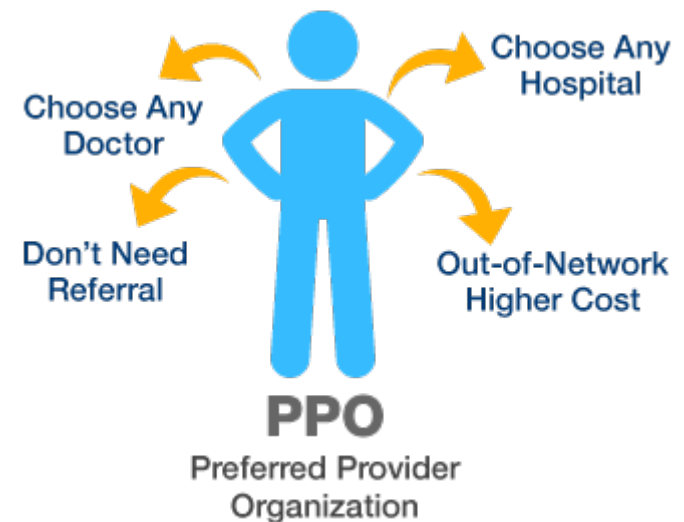 Choose Any
Doctor
Choose Any
Hospital
Don't Need
Referral
Out-of-Network
Higher Cost
PPO
Preferred Provider
Organization